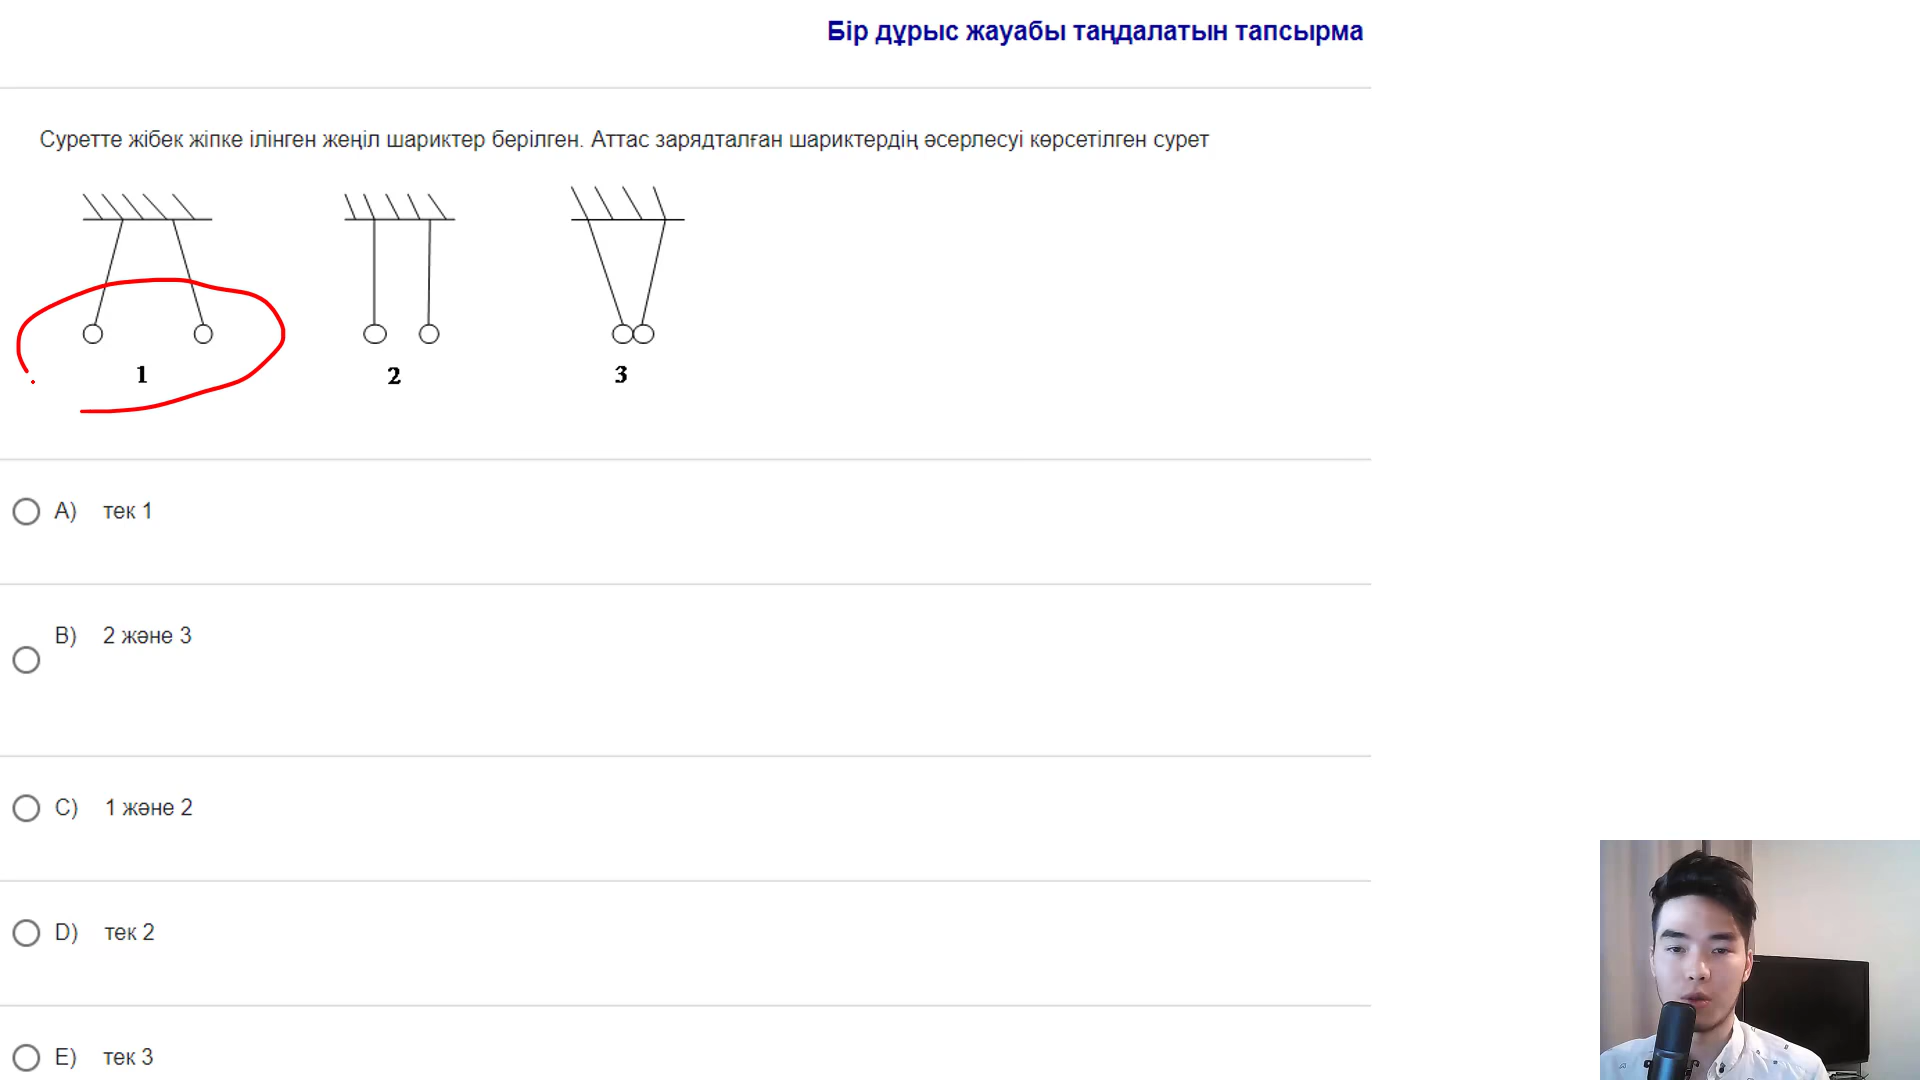 Бір дұрыс жауабы таңдалатын тапсырма
Суретте жібек жіпке ілінген жеңіл шариктер берілген. Аттас зарядталған шариктердің әсерлесуі көрсетілген сурет
1
2
3
A) тек 1
B) 2 және 3
C) 1 және 2
D) тек 2
E) тек 3